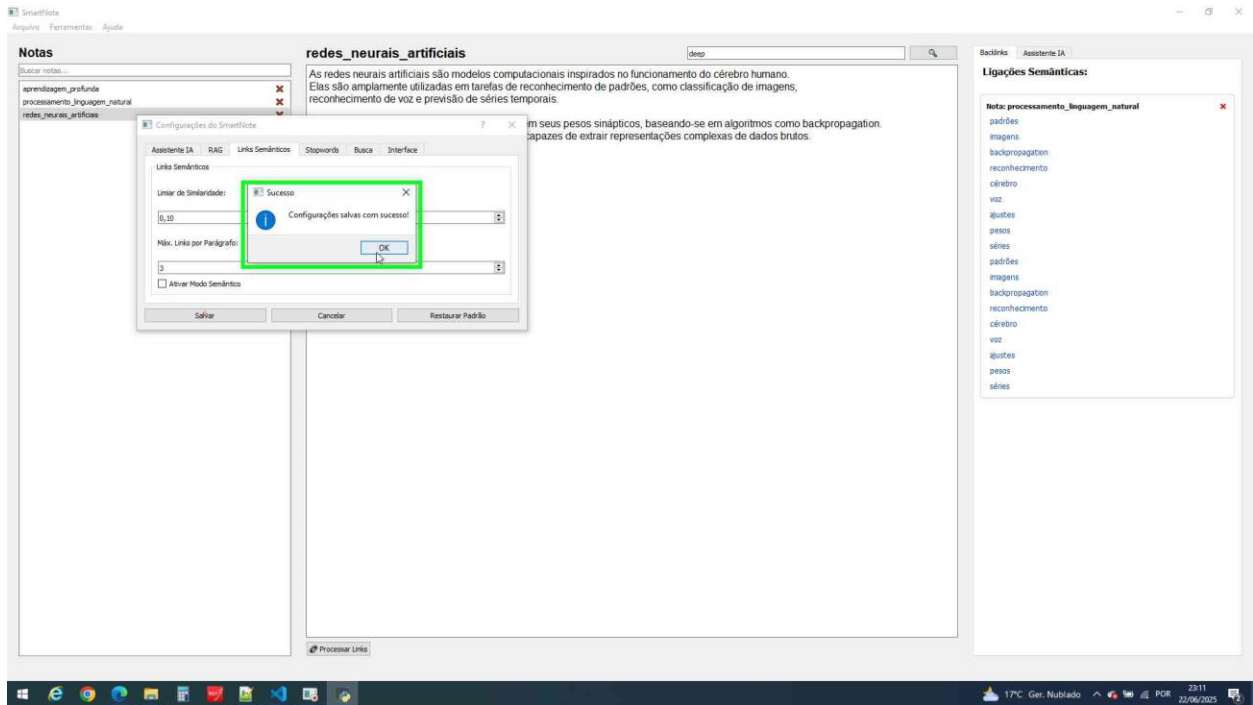 SmartNote
Arquivo Ferramentas Ajuda
Notas
Buscar notas...
aprendizagem_profunda
processamento_linguagem_natural
redes_neurais_artificiais
redes_neurais_artificiais
deep
As redes neurais artificiais são modelos computacionais inspirados no funcionamento do cérebro humano.
Elas são amplamente utilizadas em tarefas de reconhecimento de padrões, como classificação de imagens,
reconhecimento de voz e previsão de séries temporais.
m seus pesos sinápticos, baseando-se em algoritmos como backpropagation.
capazes de extrair representações complexas de dados brutos.
Configurações do SmartNote
Assistente IA RAG Links Semânticos Stopwords Busca Interface
Links Semânticos
Limiar de Similaridade:
0,10
Máx. Links por Parágrafo:
3
Ativar Modo Semântico
Salvar Cancelar Restaurar Padrão
Sucesso
Configurações salvas com sucesso!
OK
Processar Links
Backlinks Assistente IA
Ligações Semânticas:
Nota: processamento_linguagem_natural
padrões
imagens
backpropagation
reconhecimento
cérebro
voz
ajustes
pesos
séries
padrões
imagens
backpropagation
reconhecimento
cérebro
voz
ajustes
pesos
séries
17°C Ger. Nublado POR 23:11
22/06/2025